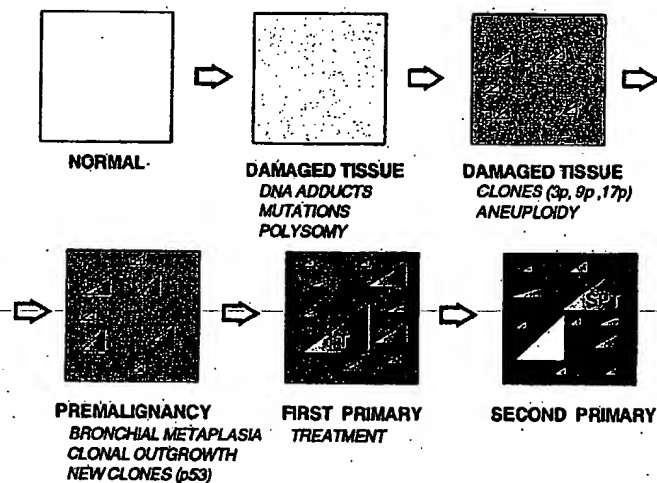 NORMAL
DAMAGED TISSUE
DNA ADDUCTS
MUTATIONS
POLYSOMY
DAMAGED TISSUE
CLONES (3p, 9p ,17p)
ANEUPLOIDY
PREMALIGNANCY
BRONCHIAL METAPLASIA
CLONAL OUTGROWTH
NEW CLONES (p53)
FIRST PRIMARY
TREATMENT
SPT
SECOND PRIMARY